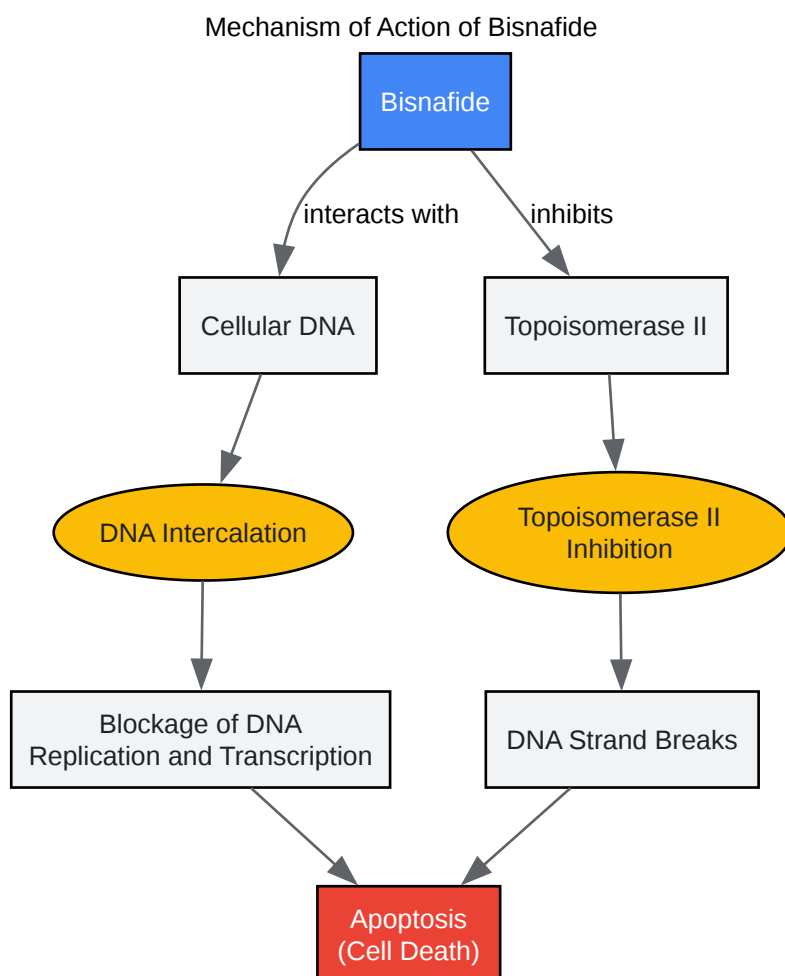 Mechanism of Action of Bisnafide
Bisnafide
interacts with
inhibits
Cellular DNA
Topoisomerase II
DNA Intercalation
Topoisomerase II
Inhibition
Blockage of DNA
Replication and Transcription
DNA Strand Breaks
Apoptosis
(Cell Death)